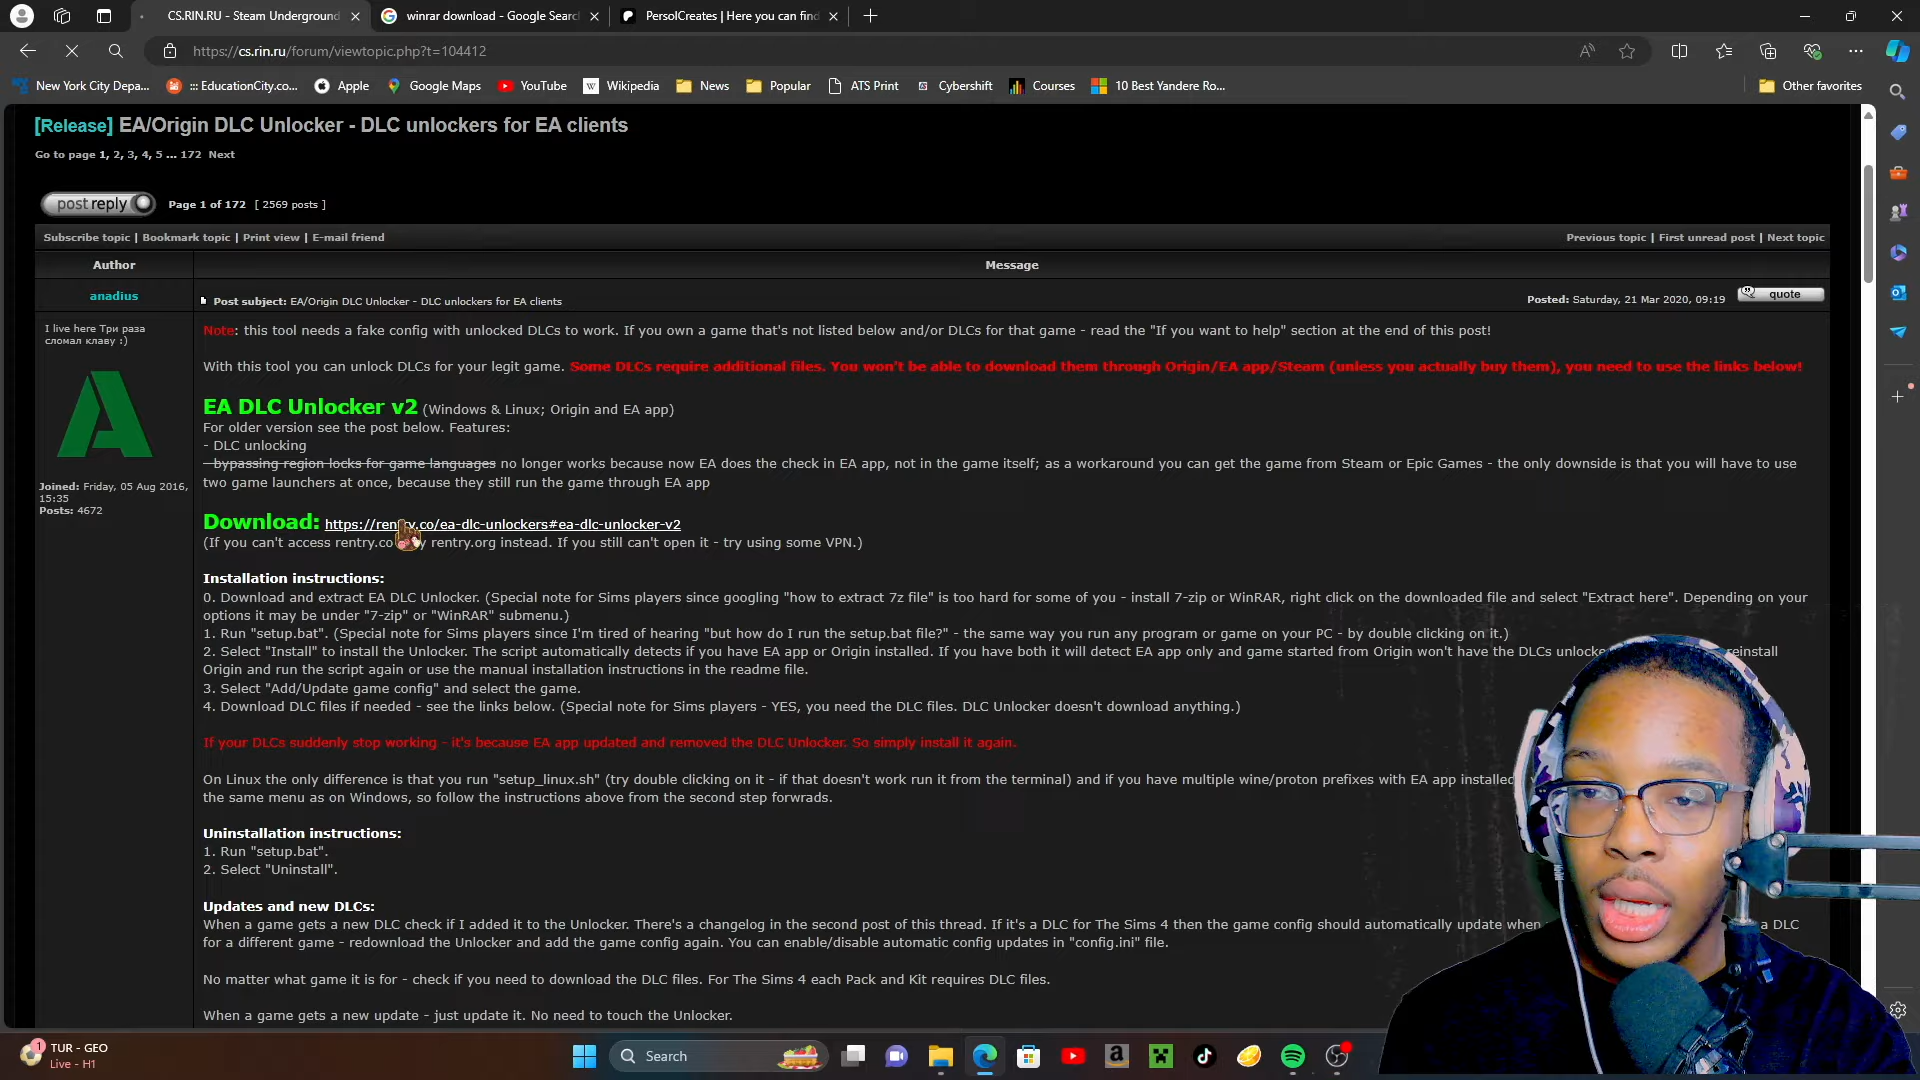 CS.RIN.RU - Steam Underground
winrar download - Google Searc
PersolCreates | Here you can find
https://cs.rin.ru/forum/viewtopic.php?t=104412
New York City Depa...
::: EducationCity.co...
Apple
Google Maps
YouTube
Wikipedia
News
Popular
ATS Print
Cybershift
Courses
10 Best Yandere Ro...
Other favorites
[Release] EA/Origin DLC Unlocker - DLC unlockers for EA clients
Go to page 1, 2, 3, 4, 5 ... 172 Next
post reply
Page 1 of 172 [ 2569 posts ]
Subscribe topic | Bookmark topic | Print view | E-mail friend
Previous topic | First unread post | Next topic
Author
Message
anadius
Post subject: EA/Origin DLC Unlocker - DLC unlockers for EA clients
Posted: Saturday, 21 Mar 2020, 09:19
quote
I live here Три раза
сломал клаву :)
Joined: Friday, 05 Aug 2016,
15:35
Posts: 4672
Note: this tool needs a fake config with unlocked DLCs to work. If you own a game that's not listed below and/or DLCs for that game - read the "If you want to help" section at the end of this post!
With this tool you can unlock DLCs for your legit game. Some DLCs require additional files. You won't be able to download them through Origin/EA app/Steam (unless you actually buy them), you need to use the links below!
EA DLC Unlocker v2 (Windows & Linux; Origin and EA app)
For older version see the post below. Features:
- DLC unlocking
- bypassing region locks for game languages no longer works because now EA does the check in EA app, not in the game itself; as a workaround you can get the game from Steam or Epic Games - the only downside is that you will have to use
two game launchers at once, because they still run the game through EA app
Download: https://rentry.co/ea-dlc-unlockers#ea-dlc-unlocker-v2
(If you can't access rentry.co rentry.org instead. If you still can't open it - try using some VPN.)
Installation instructions:
0. Download and extract EA DLC Unlocker. (Special note for Sims players since googling "how to extract 7z file" is too hard for some of you - install 7-zip or WinRAR, right click on the downloaded file and select "Extract here". Depending on your
options it may be under "7-zip" or "WinRAR" submenu.)
1. Run "setup.bat". (Special note for Sims players since I'm tired of hearing "but how do I run the setup.bat file?" - the same way you run any program or game on your PC - by double clicking on it.)
2. Select "Install" to install the Unlocker. The script automatically detects if you have EA app or Origin installed. If you have both it will detect EA app only and game started from Origin won't have the DLCs reinstall
Origin and run the script again or use the manual installation instructions in the readme file.
3. Select "Add/Update game config" and select the game.
4. Download DLC files if needed - see the links below. (Special note for Sims players - YES, you need the DLC files. DLC Unlocker doesn't download anything.)
If your DLCs suddenly stop working - it's because EA app updated and removed the DLC Unlocker. So simply install it again.
On Linux the only difference is that you run "setup_linux.sh" (try double clicking on it - if that doesn't work run it from the terminal) and if you have multiple wine/proton prefixes with EA app installed
the same menu as on Windows, so follow the instructions above from the second step forwrads.
Uninstallation instructions:
1. Run "setup.bat".
2. Select "Uninstall".
Updates and new DLCs:
When a game gets a new DLC check if I added it to the Unlocker. There's a changelog in the second post of this thread. If it's a DLC for The Sims 4 then the game config should automatically update when a DLC
for a different game - redownload the Unlocker and add the game config again. You can enable/disable automatic config updates in "config.ini" file.
No matter what game it is for - check if you need to download the DLC files. For The Sims 4 each Pack and Kit requires DLC files.
When a game gets a new update - just update it. No need to touch the Unlocker.
1
TUR - GEO
Live - H1
Search